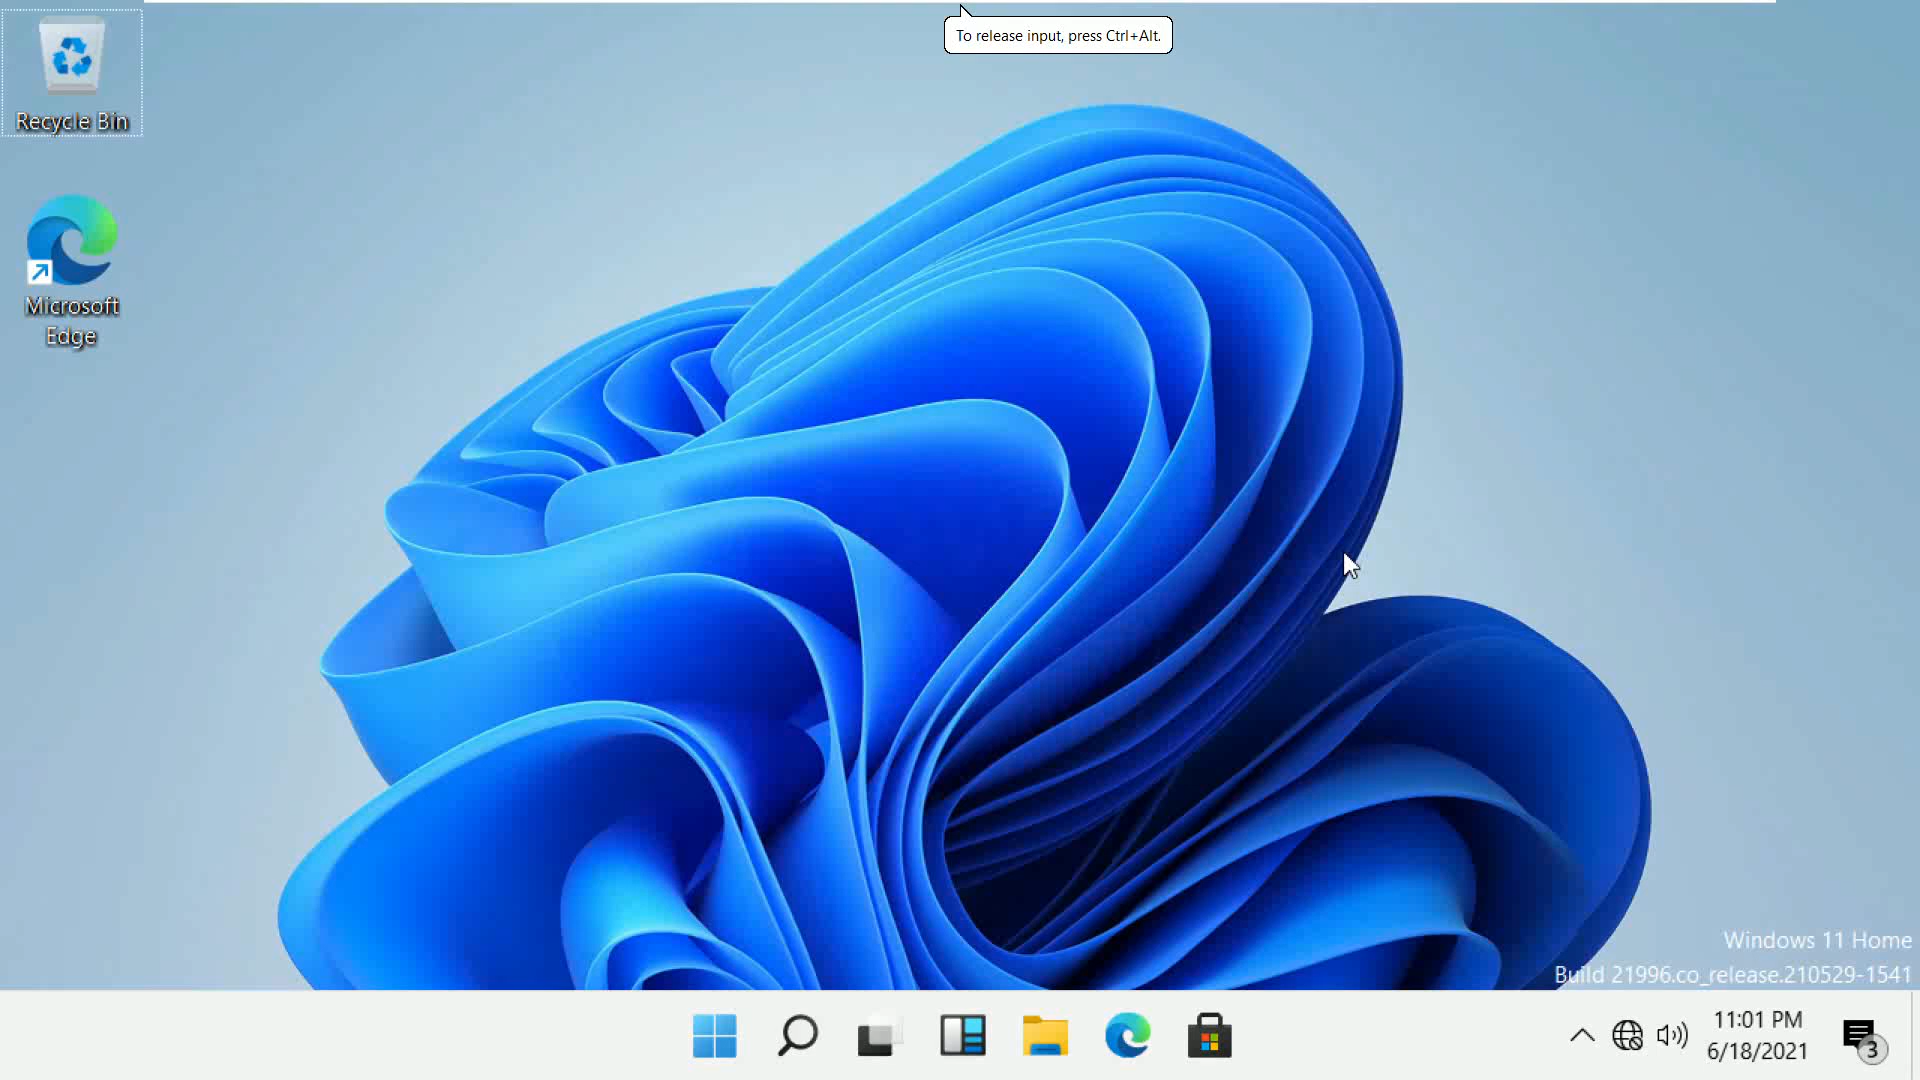 To release input, press Ctrl+Alt.
Recycle Bin
Microsoft
Edge
Windows 11 Home
Build 21996.co_release.210529-1541
11:01 PM
6/18/2021
3